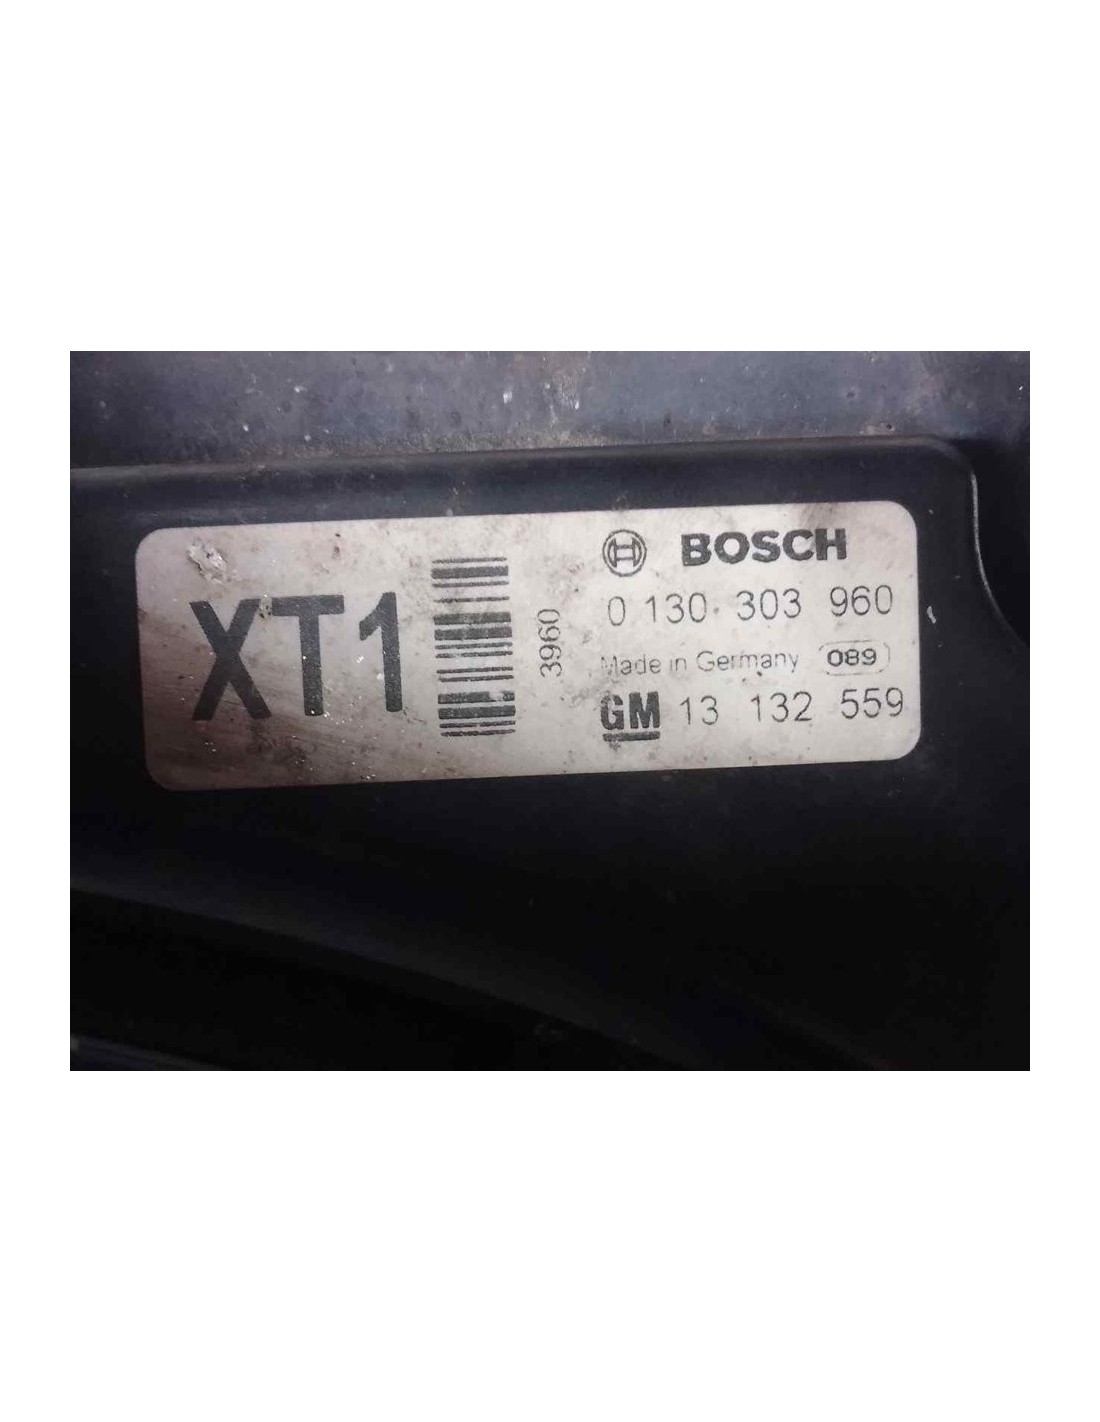 XT1
3960
BOSCH
0 130 303 960
Made in Germany 089
GM 13 132 559